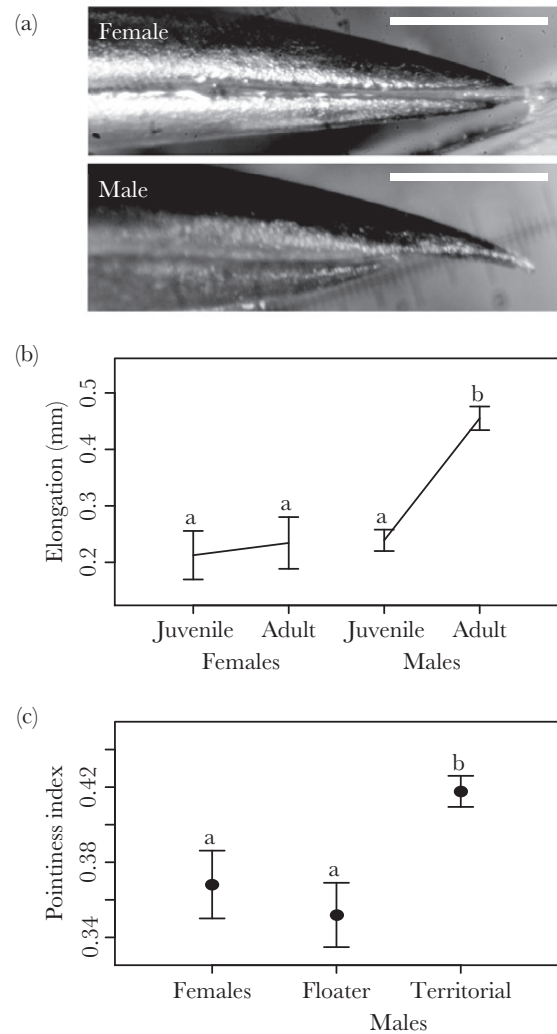 (a)
Female
Male
(b)
Elongation (mm)
0.5
0.4
0.3
0.2
a
a
a
b
Juvenile Adult Juvenile Adult
Females Males
(c)
Pointiness index
0.42
0.38
0.34
a
a
b
Females Floater Territorial
Males